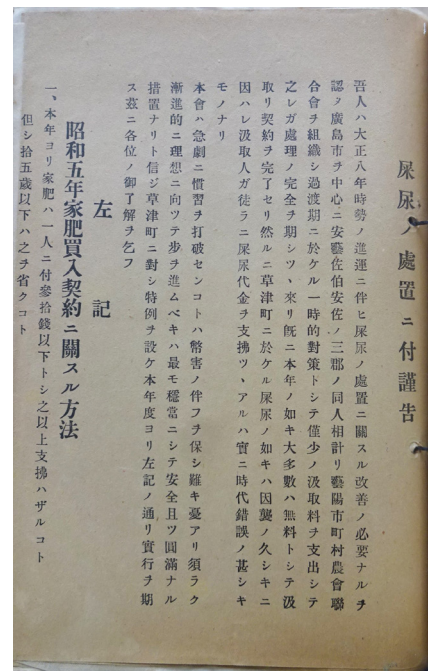 屎尿ノ處置ニ付謹告
吾人ハ大正八年時勢ノ進運ニ伴ヒ屎尿ノ處置ニ關スル改善ノ必要ナルヲ
認メ廣島市ヲ中心ニ安藝佐伯安佐ノ三郡ノ同人相計リ藝陽市町村農會聯
合會ヲ組織シ過渡期ニ於ケル一時的對策トシテ僅少ノ汲取料ヲ支出シテ
之レガ處理ノ完全ヲ期シツヽ來リ既ニ本年ノ如キ大多數ハ無料トシテ汲
取リ契約ヲ完了セリ然ルニ草津町ニ於ケル屎尿ノ如キハ因襲ノ久シキニ
因ハレ汲取人ガ徒ラニ屎尿代金ヲ支拂ツヽアルハ實ニ時代錯誤ノ甚シキ
モノナリ
本會ハ急劇ニ慣習ヲ打破センコトハ幣害ノ伴フヲ保シ難キ憂アリ須ラク
漸進的ニ理想ニ向ツテ步ヲ進ムベキハ最モ穩當ニシテ安全且ツ圓滿ナル
措置ナリト信ジ草津町ニ對シ特例ヲ設ケ本年度ヨリ左記ノ通リ實行ヲ期
ス茲ニ各位ノ御了解ヲ乞フ
左記
昭和五年家肥買入契約ニ關スル方法
一、本年ヨリ家肥ハ一人ニ付參拾錢以下トシ之以上支拂ハザルコト
但シ拾五歲以下ハ之ヲ省クコト